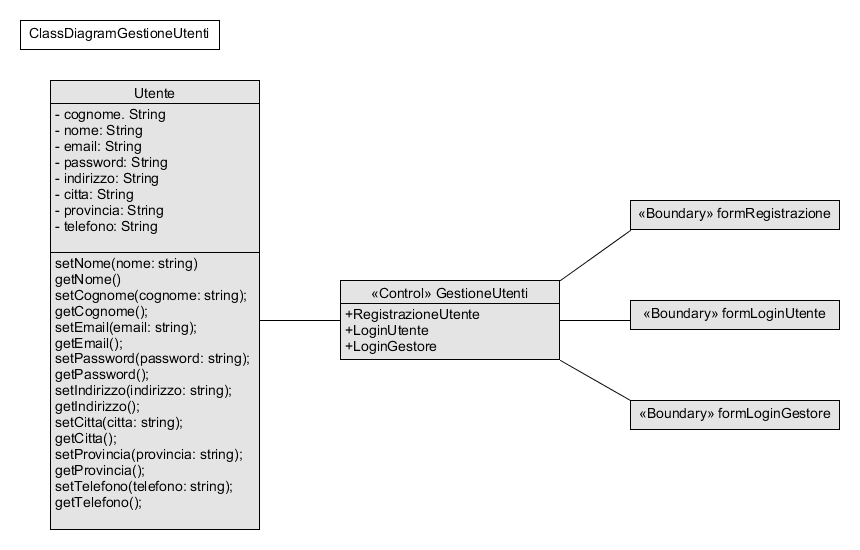 ClassDiagramGestioneUtenti
Utente
- cognome. String
- nome: String
- email: String
- password: String
- indirizzo: String
- citta: String
- provincia: String
- telefono: String
setNome(nome: string)
getNome()
setCognome(cognome: string);
getCognome();
setEmail(email: string);
getEmail();
setPassword(password: string);
getPassword();
setIndirizzo(indirizzo: string);
getIndirizzo();
setCitta(citta: string);
getCitta();
setProvincia(provincia: string);
getProvincia();
setTelefono(telefono: string);
getTelefono();
«Control» GestioneUtenti
+RegistrazioneUtente
+LoginUtente
+LoginGestore
«Boundary» formRegistrazione
«Boundary» formLoginUtente
«Boundary» formLoginGestore